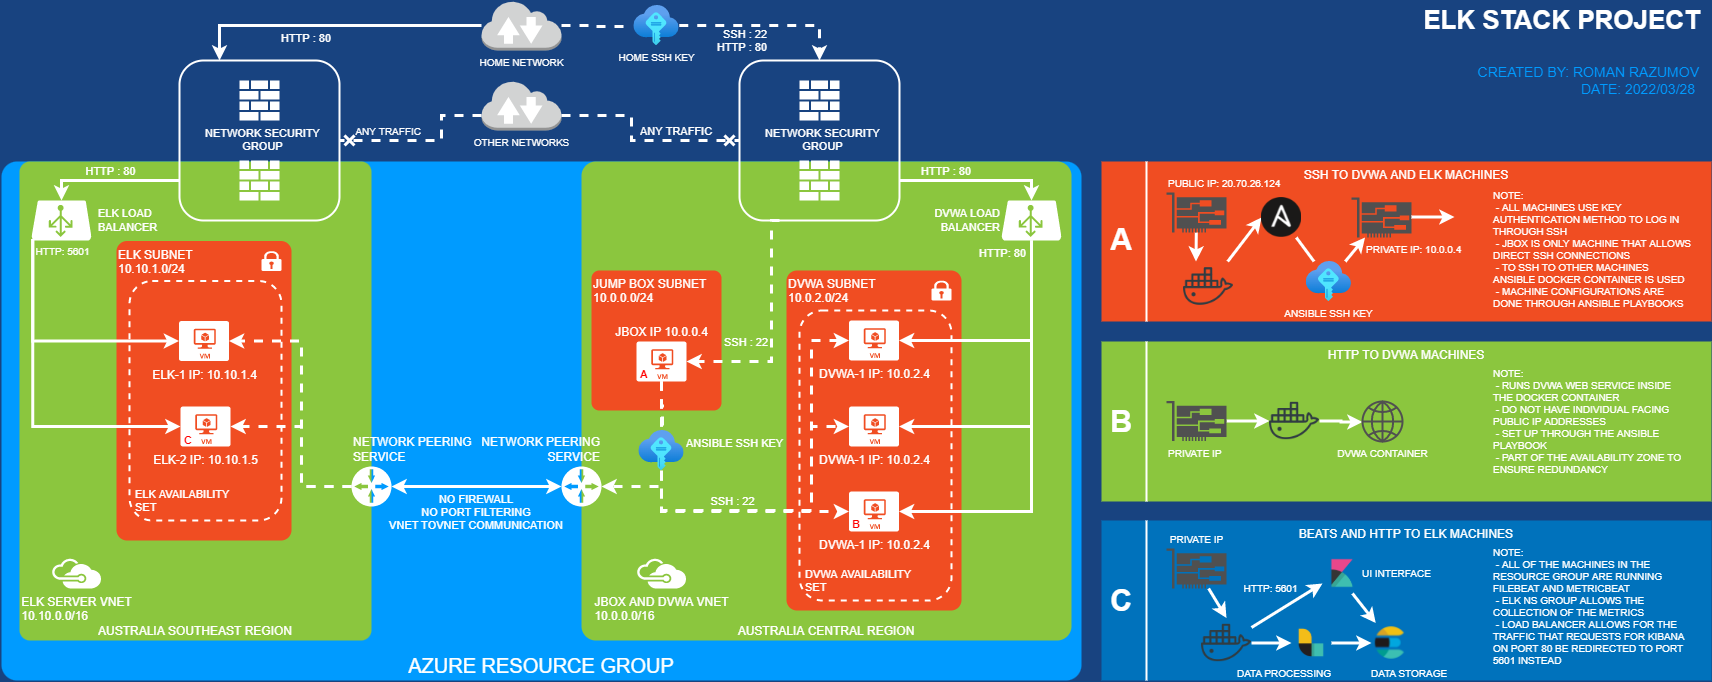 ELK STACK PROJECT
CREATED BY: ROMAN RAZUMOV
DATE: 2022/03/28
HTTP : 80
HOME NETWORK
HOME SSH KEY
SSH : 22
HTTP : 80
NETWORK SECURITY
GROUP
ANY TRAFFIC
OTHER NETWORKS
ANY TRAFFIC
NETWORK SECURITY
GROUP
HTTP : 80
ELK LOAD
BALANCER
HTTP: 5601
ELK SUBNET
10.10.1.0/24
VM
ELK-1 IP: 10.10.1.4
C
VM
ELK-2 IP: 10.10.1.5
ELK AVAILABILITY
SET
ELK SERVER VNET
10.10.0.0/16
AUSTRALIA SOUTHEAST REGION
NETWORK PEERING
SERVICE
NETWORK PEERING
SERVICE
NO FIREWALL
NO PORT FILTERING
VNET TOVNET COMMUNICATION
HTTP : 80
DVWA LOAD
BALANCER
HTTP: 80
JUMP BOX SUBNET
10.0.0.0/24
JBOX IP 10.0.0.4
A
VM
SSH : 22
ANSIBLE SSH KEY
SSH : 22
DVWA SUBNET
10.0.2.0/24
VM
DVWA-1 IP: 10.0.2.4
VM
DVWA-1 IP: 10.0.2.4
B
VM
DVWA-1 IP: 10.0.2.4
DVWA AVAILABILITY
SET
JBOX AND DVWA VNET
10.0.0.0/16
AUSTRALIA CENTRAL REGION
AZURE RESOURCE GROUP
A
SSH TO DVWA AND ELK MACHINES
PUBLIC IP: 20.70.26.124
A
PRIVATE IP: 10.0.0.4
ANSIBLE SSH KEY
NOTE:
- ALL MACHINES USE KEY
AUTHENTICATION METHOD TO LOG IN
THROUGH SSH
- JBOX IS ONLY MACHINE THAT ALLOWS
DIRECT SSH CONNECTIONS
- TO SSH TO OTHER MACHINES
ANSIBLE DOCKER CONTAINER IS USED
- MACHINE CONFIGURATIONS ARE
DONE THROUGH ANSIBLE PLAYBOOKS
B
HTTP TO DVWA MACHINES
PRIVATE IP
DVWA CONTAINER
NOTE:
- RUNS DVWA WEB SERVICE INSIDE
THE DOCKER CONTAINER
- DO NOT HAVE INDIVIDUAL FACING
PUBLIC IP ADDRESSES
- SET UP THROUGH THE ANSIBLE
PLAYBOOK
- PART OF THE AVAILABILITY ZONE TO
ENSURE REDUNDANCY
C
BEATS AND HTTP TO ELK MACHINES
PRIVATE IP
HTTP: 5601
UI INTERFACE
DATA PROCESSING
DATA STORAGE
NOTE:
- ALL OF THE MACHINES IN THE
RESOURCE GROUP ARE RUNNING
FILEBEAT AND METRICBEAT
- ELK NS GROUP ALLOWS THE
COLLECTION OF THE METRICS
- LOAD BALANCER ALLOWS FOR THE
TRAFFIC THAT REQUESTS FOR KIBANA
ON PORT 80 BE REDIRECTED TO PORT
5601 INSTEAD